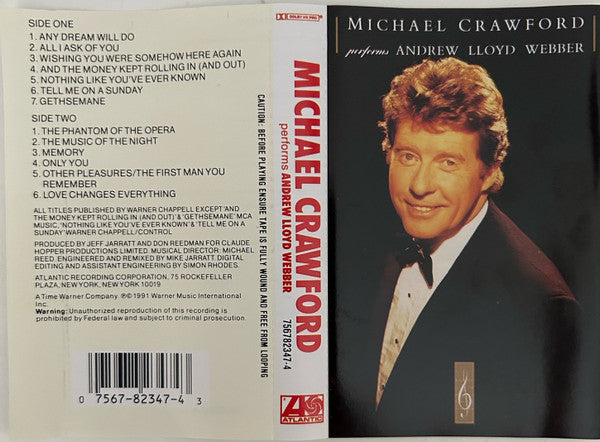 SIDE ONE
1. ANY DREAM WILL DO
2. ALL I ASK OF YOU
3. WISHING YOU WERE SOMEHOW HERE AGAIN
4. AND THE MONEY KEPT ROLLING IN (AND OUT)
5. NOTHING LIKE YOU'VE EVER KNOWN
6. TELL ME ON A SUNDAY
7. GETHSEMANE
SIDE TWO
1. THE PHANTOM OF THE OPERA
2. THE MUSIC OF THE NIGHT
3. MEMORY
4. ONLY YOU
5. OTHER PLEASURES/THE FIRST MAN YOU
REMEMBER
6. LOVE CHANGES EVERYTHING
ALL TITLES PUBLISHED BY WARNER CHAPPELL EXCEPT 'AND
THE MONEY KEPT ROLLING IN (AND OUT)' & 'GETHSEMANE' MCA
MUSIC, 'NOTHING LIKE YOU'VE EVER KNOWN' & 'TELL ME ON A
SUNDAY' WARNER CHAPPELL/CONTROL
PRODUCED BY JEFF JARRATT AND DON REEDMAN FOR CLAUDE
HOPPER PRODUCTIONS LIMITED. MUSICAL DIRECTOR: MICHAEL
REED. ENGINEERED AND REMIXED BY MIKE JARRATT. DIGITAL
EDITING AND ASSISTANT ENGINEERING BY SIMON RHODES.
ATLANTIC RECORDING CORPORATION, 75 ROCKEFELLER
PLAZA, NEW YORK, NEW YORK 10019
A Time Warner Company. ℗©1991 Warner Music International
Inc.
Warning: Unauthorized reproduction of this recording is
prohibited by Federal law and subject to criminal prosecution.
0 7567-82347-4 3
CAUTION: BEFORE PLAYING ENSURE TAPE IS FULLY WOUND AND FREE FROM LOOPING
DOLBY HX PRO
MICHAEL CRAWFORD
performs ANDREW LLOYD WEBBER
756782347-4
ATLANTIC
MICHAEL CRAWFORD
performs ANDREW LLOYD WEBBER